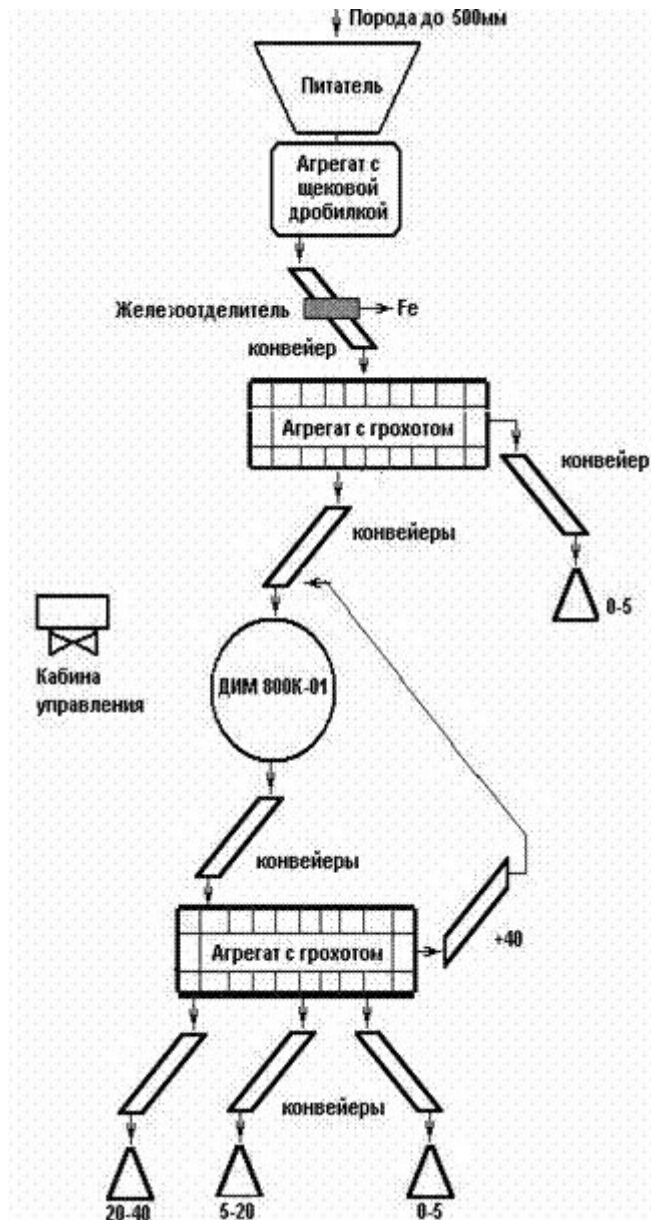 Порода до 500мм
Питатель
Агрегат с
щековой
дробилкой
Железоотделитель
Fe
конвейер
Агрегат с грохотом
конвейер
конвейеры
0-5
ДИМ 800К-01
Кабина
управления
конвейеры
+40
Агрегат с грохотом
конвейеры
20-40
5-20
0-5